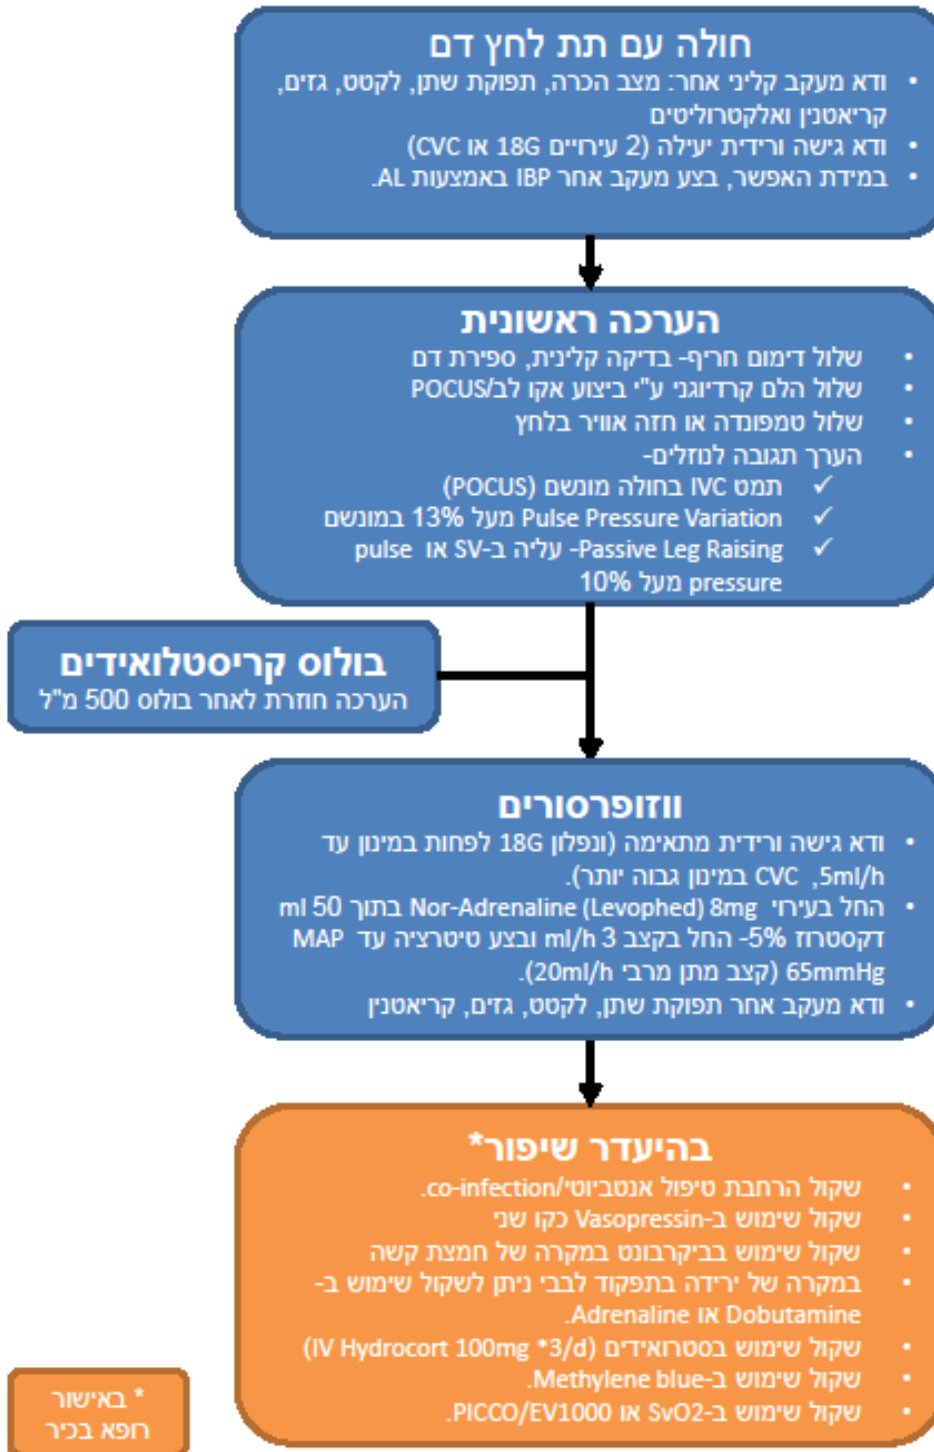 חולה עם תת לחץ דם
• ודא מעקב קליני אחר: מצב הכרה, תפוקת שתן, לקטט, גזים,
קריאטנין ואלקטרוליטים
• ודא גישה ורידית יעילה (2 עירויים 18G או CVC)
• במידת האפשר, בצע מעקב אחר IBP באמצעות AL.
הערכה ראשונית
• שלול דימום חריף- בדיקה קלינית, ספירת דם
• שלול הלם קרדיוגני ע"י ביצוע אקו לב/POCUS
• שלול טמפונדה או חזה אוויר בלחץ
• הערך תגובה לנוזלים-
✓ תמט IVC בחולה מונשם (POCUS)
✓ Pulse Pressure Variation מעל 13% במונשם
✓ Passive Leg Raising- עליה ב-SV או pulse
pressure מעל 10%
בולוס קריסטלואידים
הערכה חוזרת לאחר בולוס 500 מ"ל
ווזופרסורים
• ודא גישה ורידית מתאימה (ונפלון 18G לפחות במינון עד
5ml/h, CVC במינון גבוה יותר).
• החל בעירוי Nor-Adrenaline (Levophed) 8mg בתוך 50 ml
דקסטרוז 5%- החל בקצב 3 ml/h ובצע טיטרציה עד MAP
65mmHg (קצב מתן מרבי 20ml/h).
• ודא מעקב אחר תפוקת שתן, לקטט, גזים, קריאטנין
בהיעדר שיפור*
• שקול הרחבת טיפול אנטביוטי/co-infection.
• שקול שימוש ב-Vasopressin כקו שני
• שקול שימוש בביקרבונט במקרה של חמצת קשה
• במקרה של ירידה בתפקוד לבבי ניתן לשקול שימוש ב-
Dobutamine או Adrenaline.
• שקול שימוש בסטרואידים (IV Hydrocort 100mg *3/d)
• שקול שימוש ב-Methylene blue.
• שקול שימוש ב-SvO2 או PICCO/EV1000.
* באישור
רופא בכיר